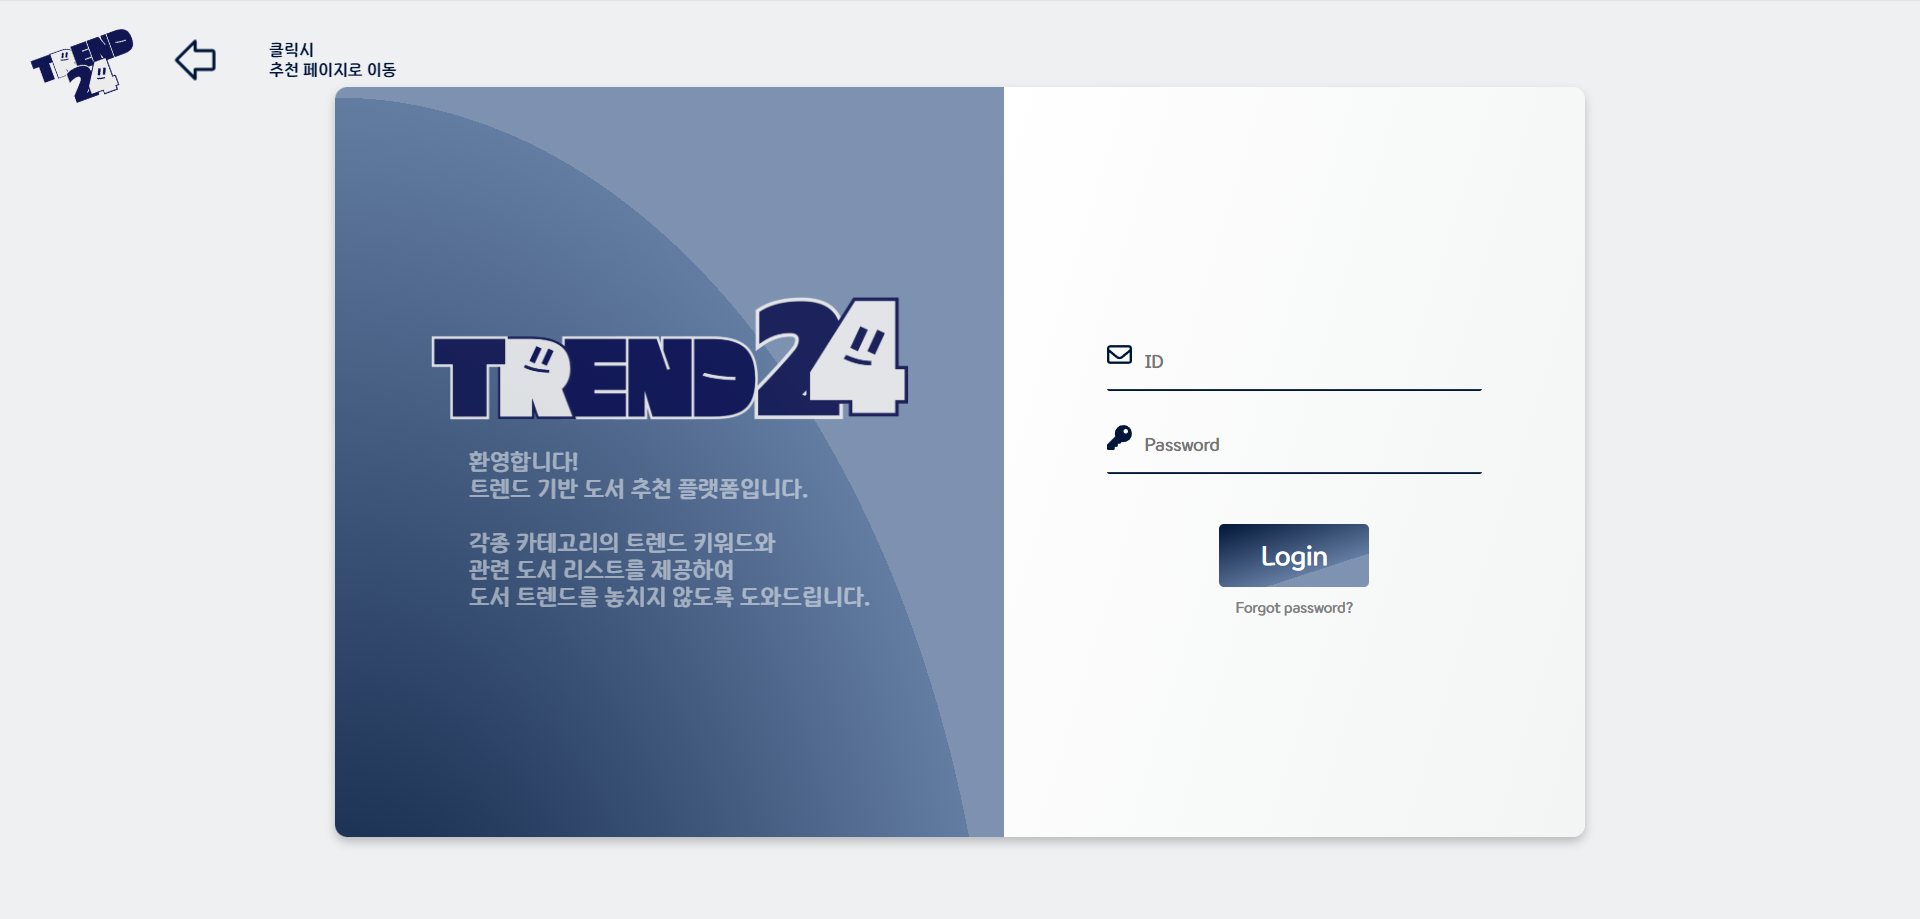 TREND
24
클릭시
추천 페이지로 이동
TREND24
환영합니다!
트렌드 기반 도서 추천 플랫폼입니다.
각종 카테고리의 트렌드 키워드와
관련 도서 리스트를 제공하여
도서 트렌드를 놓치지 않도록 도와드립니다.
ID
Password
Login
Forgot password?